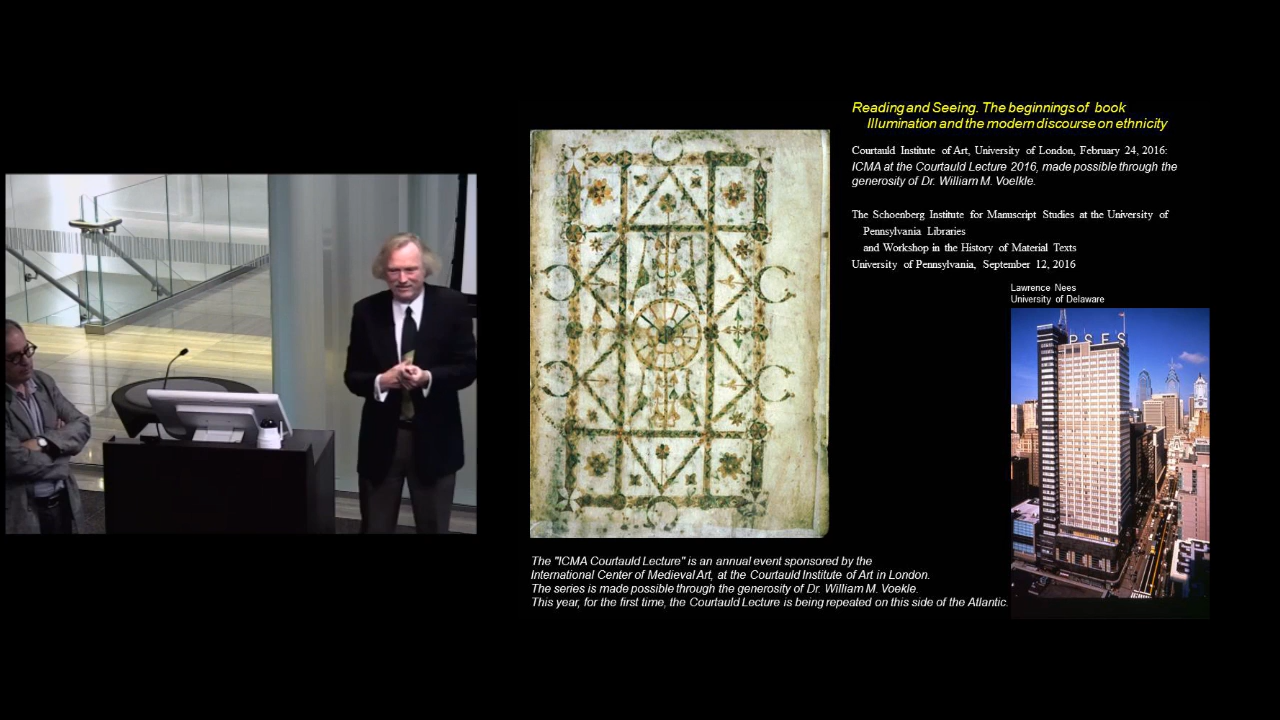 Reading and Seeing. The beginnings of book
Illumination and the modern discourse on ethnicity
Courtauld Institute of Art, University of London, February 24, 2016:
ICMA at the Courtauld Lecture 2016, made possible through the
generosity of Dr. William M. Voelkle.
The Schoenberg Institute for Manuscript Studies at the University of
Pennsylvania Libraries
and Workshop in the History of Material Texts
University of Pennsylvania, September 12, 2016
Lawrence Nees
University of Delaware
PSFS
The "ICMA Courtauld Lecture" is an annual event sponsored by the
International Center of Medieval Art, at the Courtauld Institute of Art in London.
The series is made possible through the generosity of Dr. William M. Voekle.
This year, for the first time, the Courtauld Lecture is being repeated on this side of the Atlantic.